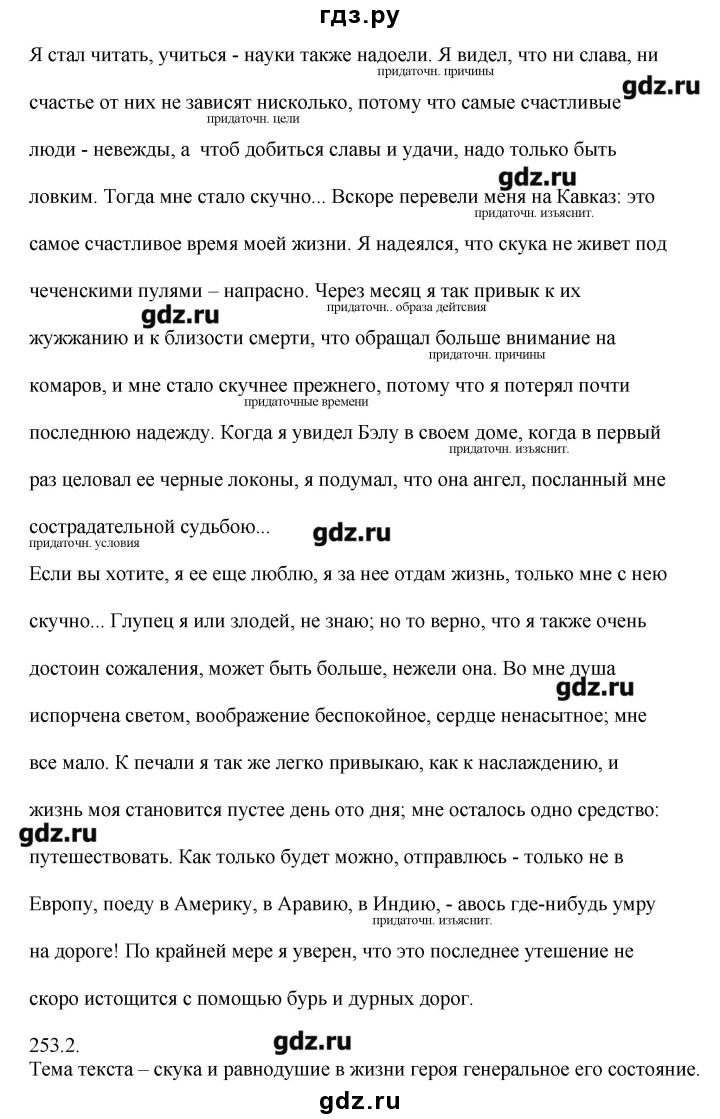 гдз.ру
Я стал читать, учиться - науки также надоели. Я видел, что ни слава, ни
придаточн. причины
gdz.ru
счастье от них не зависят нисколько, потому что самые счастливые
придаточн. цели
люди - невежды, а чтоб добиться славы и удачи, надо только быть
gdz.ru
ловким. Тогда мне стало скучно... Вскоре перевели меня на Кавказ: это
придаточн. изъяснит.
самое счастливое время моей жизни. Я надеялся, что скука не живет под
чеченскими пулями – напрасно. Через месяц я так привык к их
gdz.ru
придаточн.. образа дейтсвия
жужжанию и к близости смерти, что обращал больше внимание на
придаточн. причины
комаров, и мне стало скучнее прежнего, потому что я потерял почти
придаточные времени
последнюю надежду. Когда я увидел Бэлу в своем доме, когда в первый
придаточн. изъяснит.
раз целовал ее черные локоны, я подумал, что она ангел, посланный мне
сострадательной судьбою...
gdz.ru
придаточн. условия
Если вы хотите, я ее еще люблю, я за нее отдам жизнь, только мне с нею
скучно... Глупец я или злодей, не знаю; но то верно, что я также очень
достоин сожаления, может быть больше, нежели она. Во мне душа
gdz.ru
испорчена светом, воображение беспокойное, сердце ненасытное; мне
все мало. К печали я так же легко привыкаю, как к наслаждению, и
жизнь моя становится пустее день ото дня; мне осталось одно средство:
gdz.ru
путешествовать. Как только будет можно, отправлюсь - только не в
Европу, поеду в Америку, в Аравию, в Индию, - авось где-нибудь умру
придаточн. изъяснит.
на дороге! По крайней мере я уверен, что это последнее утешение не
скоро истощится с помощью бурь и дурных дорог.
253.2.
gdz.ru
Тема текста – скука и равнодушие в жизни героя генеральное его состояние.
gdz.ru